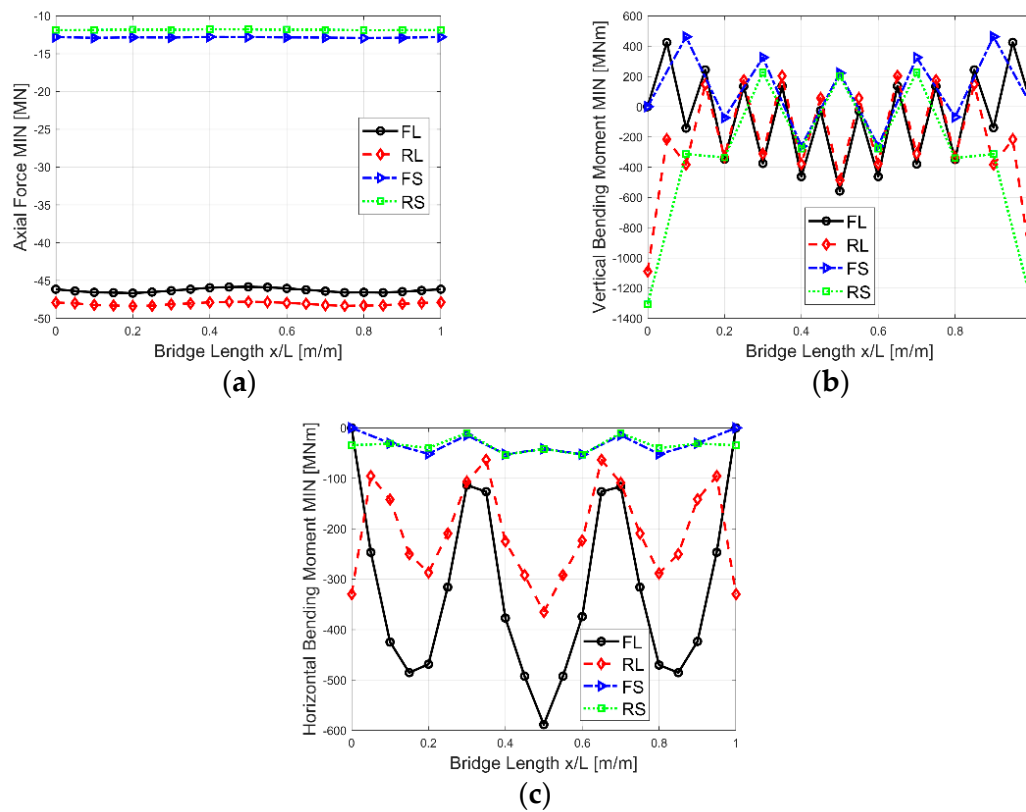 (a)
Axial Force MIN [MN]
-10
-15
-20
-25
-30
-35
-40
-45
-50
0
0.2
0.4
0.6
0.8
1
Bridge Length x/L [m/m]
FL
RL
FS
RS
Vertical Bending Moment MIN [MNm]
600
400
200
0
-200
-400
-600
-800
-1000
-1200
-1400
0
0.2
0.4
0.6
0.8
Bridge Length x/L [m/m]
FL
RL
FS
RS
(b)
Horizontal Bending Moment MIN [MNm]
0
-100
-200
-300
-400
-500
-600
0
0.2
0.4
0.6
0.8
1
Bridge Length x/L [m/m]
FL
RL
FS
RS
(c)